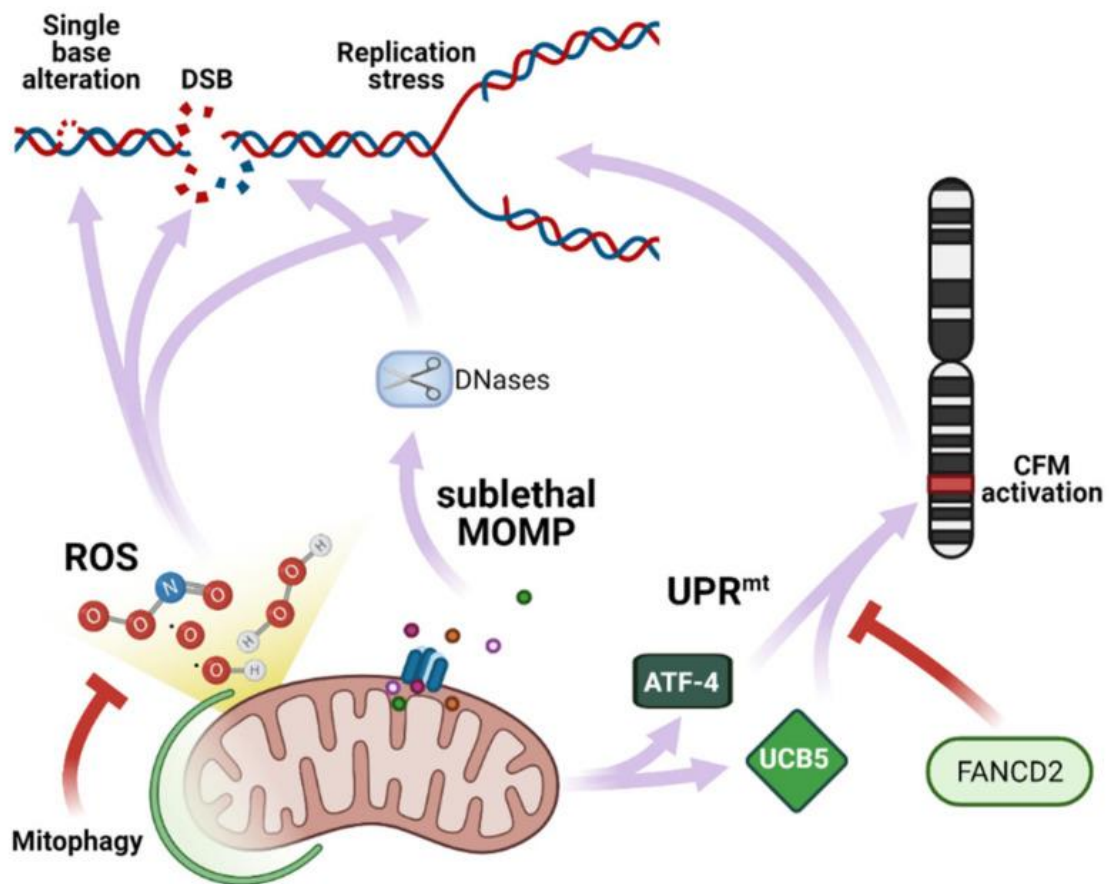 Single
base
alteration
DSB
Replication
stress
DNases
sublethal
MOMP
CFM
activation
ROS
N
O
O
O
O
O
H
H
O
O
H
UPRmt
ATF-4
UCB5
FANCD2
Mitophagy